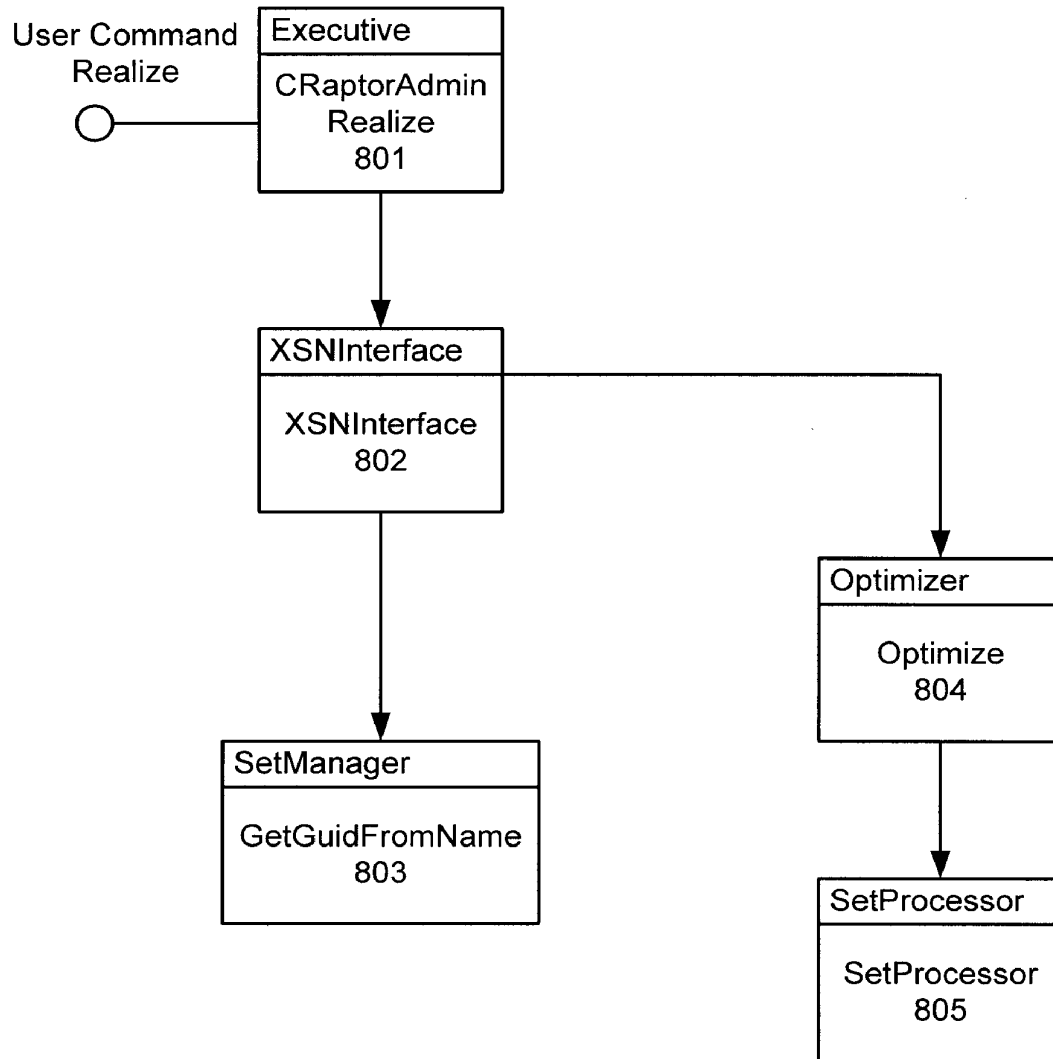 User Command
Realize
Executive
CRaptorAdmin
Realize
801
XSNInterface
XSNInterface
802
Optimizer
Optimize
804
SetManager
GetGuidFromName
803
SetProcessor
SetProcessor
805